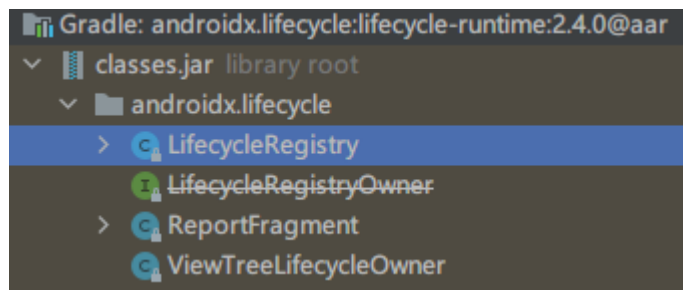 Gradle: androidx.lifecycle:lifecycle-runtime:2.4.0@aar
classes.jar library root
androidx.lifecycle
C LifecycleRegistry
I LifecycleRegistryOwner
C ReportFragment
C ViewTreeLifecycleOwner